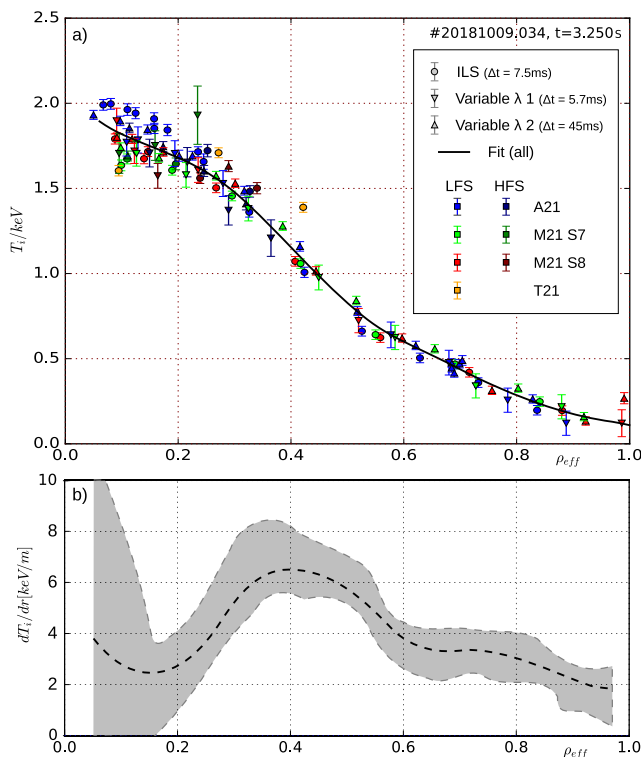 a)
#20181009.034, t=3.250s
ILS (Δt = 7.5ms)
Variable λ 1 (Δt = 5.7ms)
Variable λ 2 (Δt = 45ms)
Fit (all)
LFS HFS
A21
M21 S7
M21 S8
T21
2.5
2.0
1.5
1.0
0.5
0.0
T_i//keV
0.0 0.2 0.4 0.6 0.8 1.0
ρ_eff
b)
10
8
6
4
2
0
dT_i/dr[keV/m]
0.0 0.2 0.4 0.6 0.8 1.0
ρ_eff